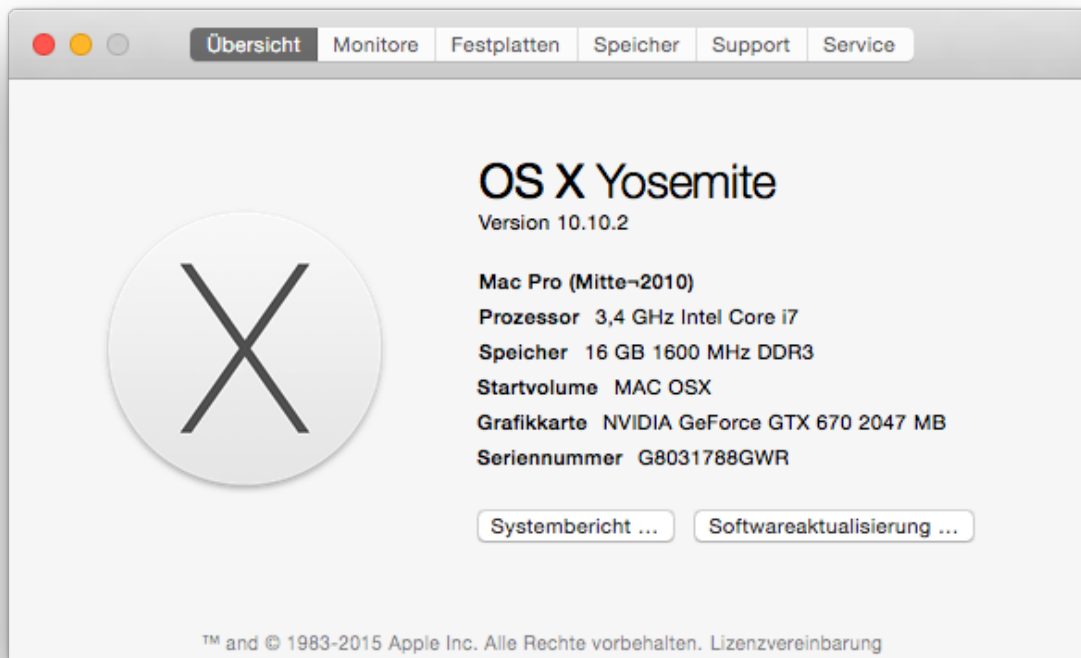 Übersicht Monitore Festplatten Speicher Support Service
OS X Yosemite
Version 10.10.2
Mac Pro (Mitte¬2010)
Prozessor 3,4 GHz Intel Core i7
Speicher 16 GB 1600 MHz DDR3
Startvolume MAC OSX
Grafikkarte NVIDIA GeForce GTX 670 2047 MB
Seriennummer G8031788GWR
Systembericht ... Softwareaktualisierung ...
™ and © 1983-2015 Apple Inc. Alle Rechte vorbehalten. Lizenzvereinbarung